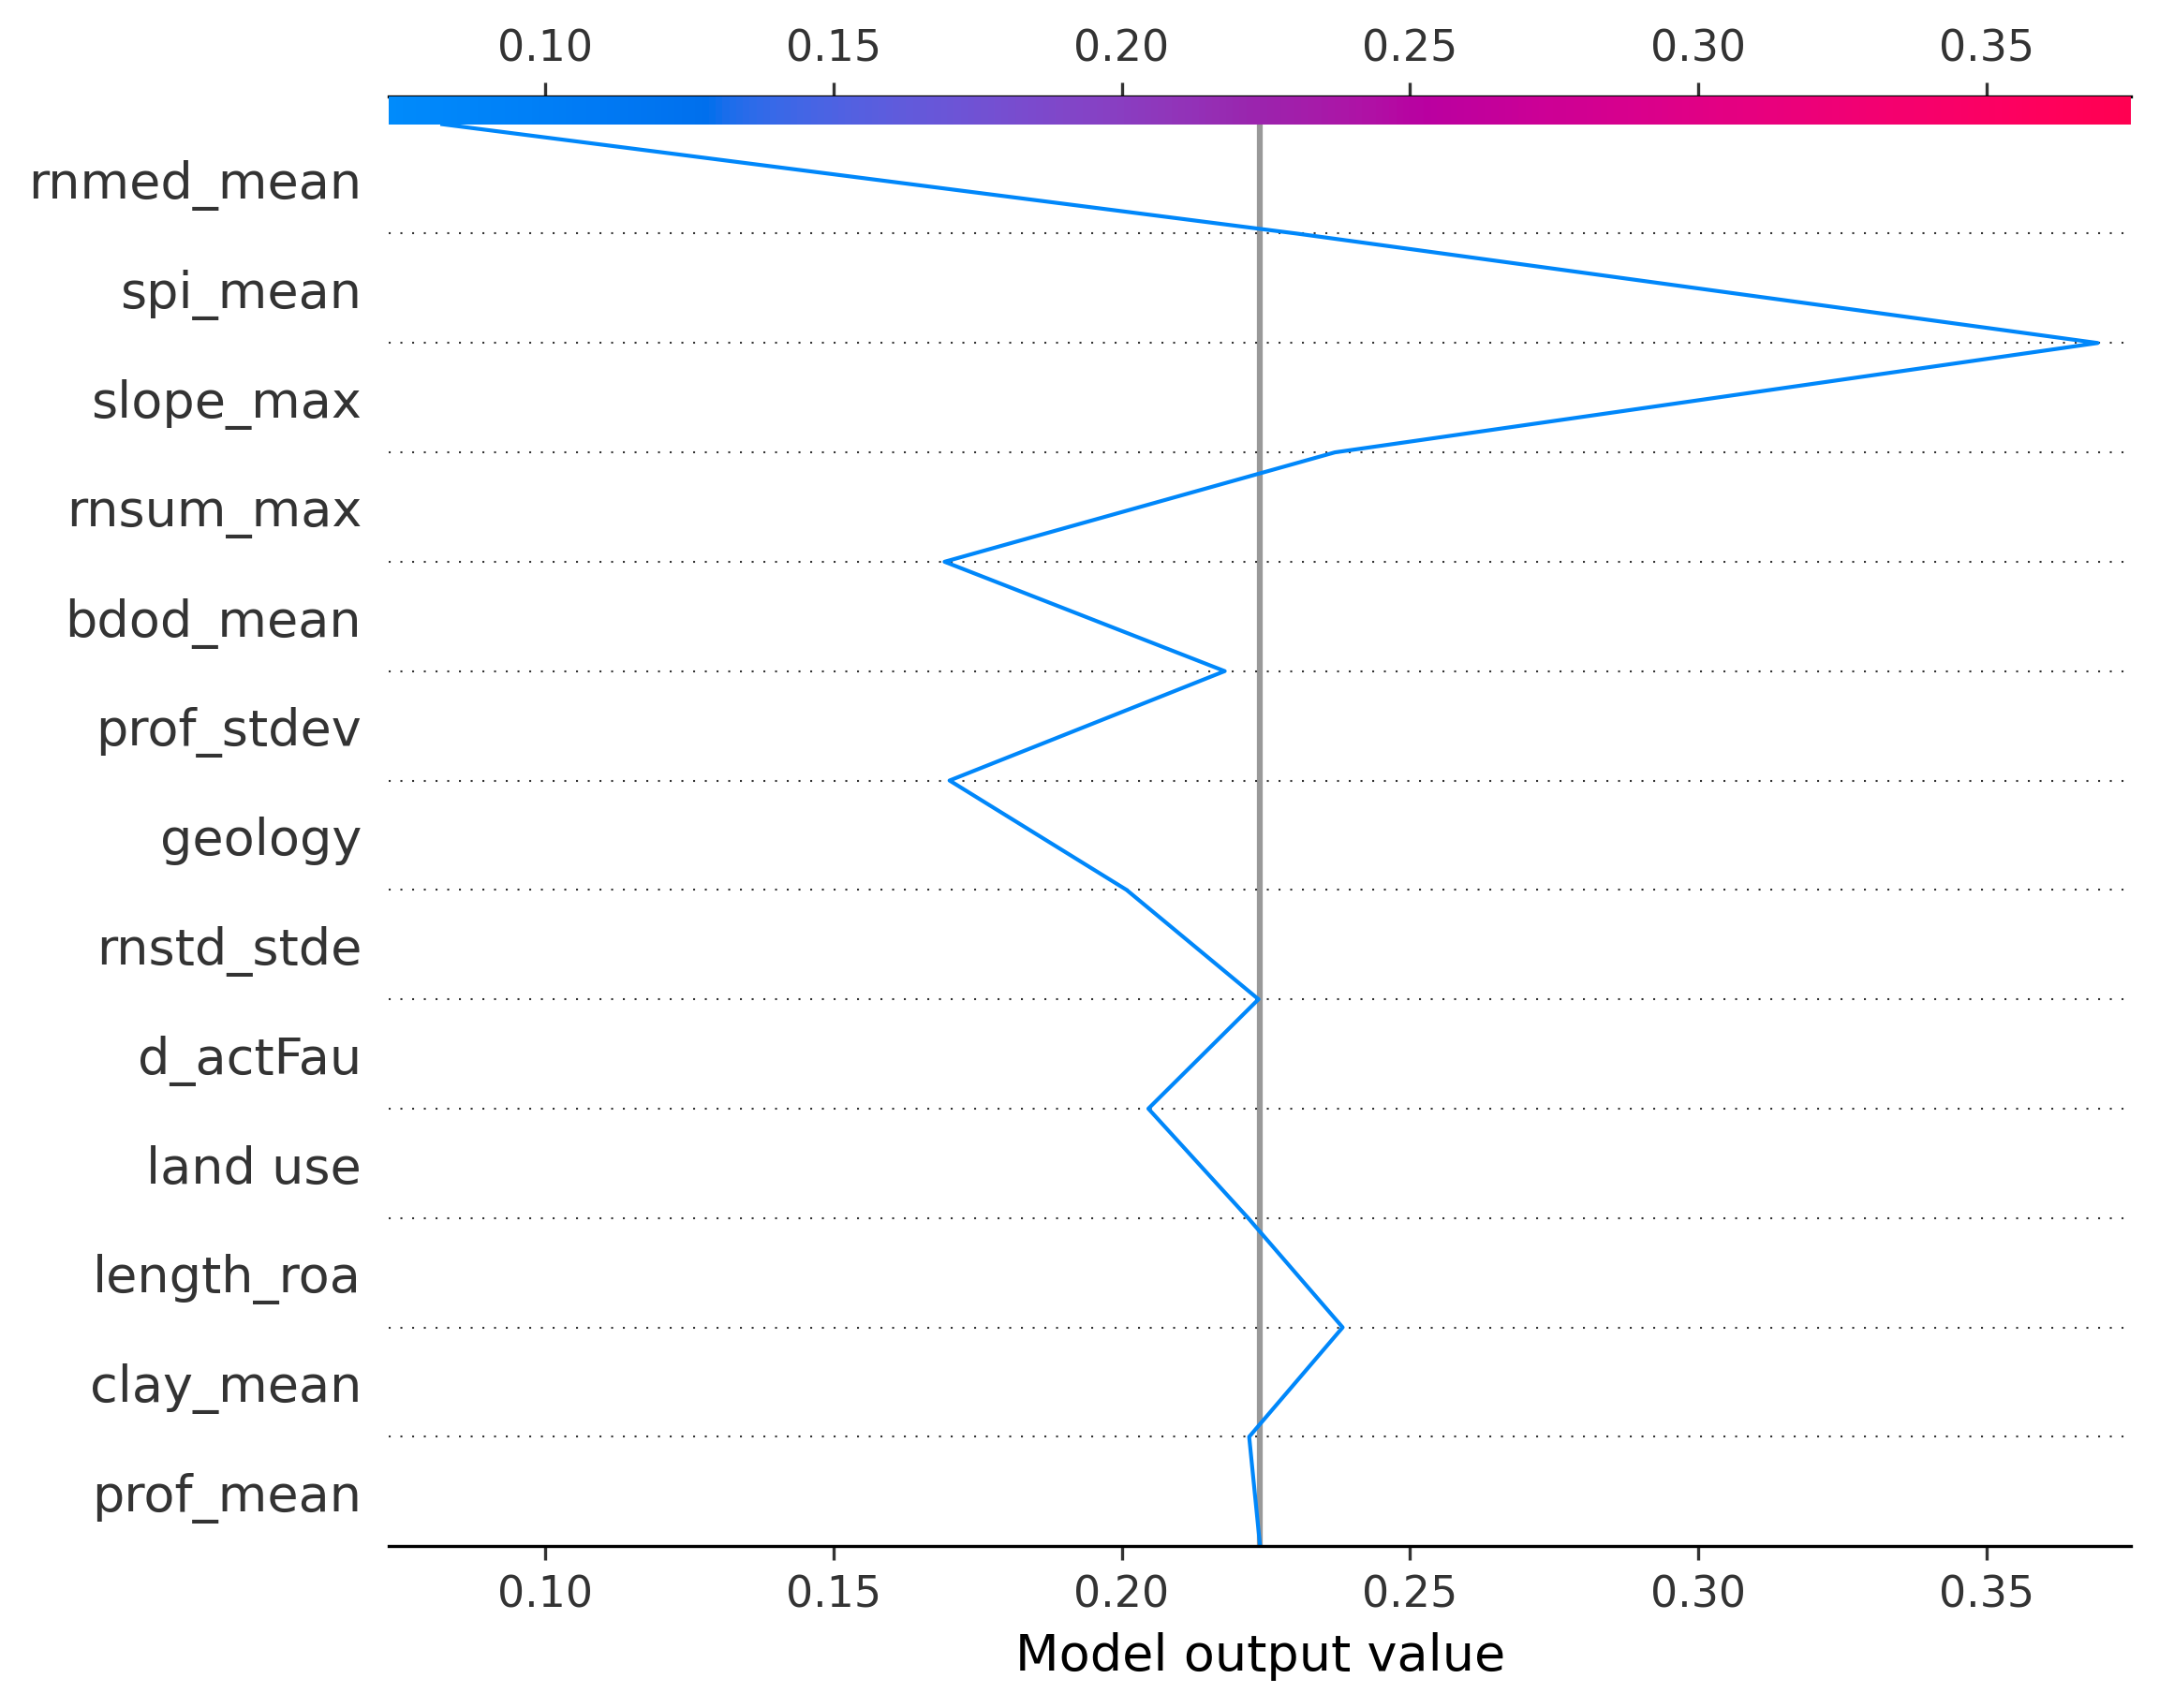 0.10 0.15 0.20 0.25 0.30 0.35
rnmed_mean
spi_mean
slope_max
rnsum_max
bdod_mean
prof_stdev
geology
rnstd_stde
d_actFau
land use
length_roa
clay_mean
prof_mean
0.10 0.15 0.20 0.25 0.30 0.35
Model output value